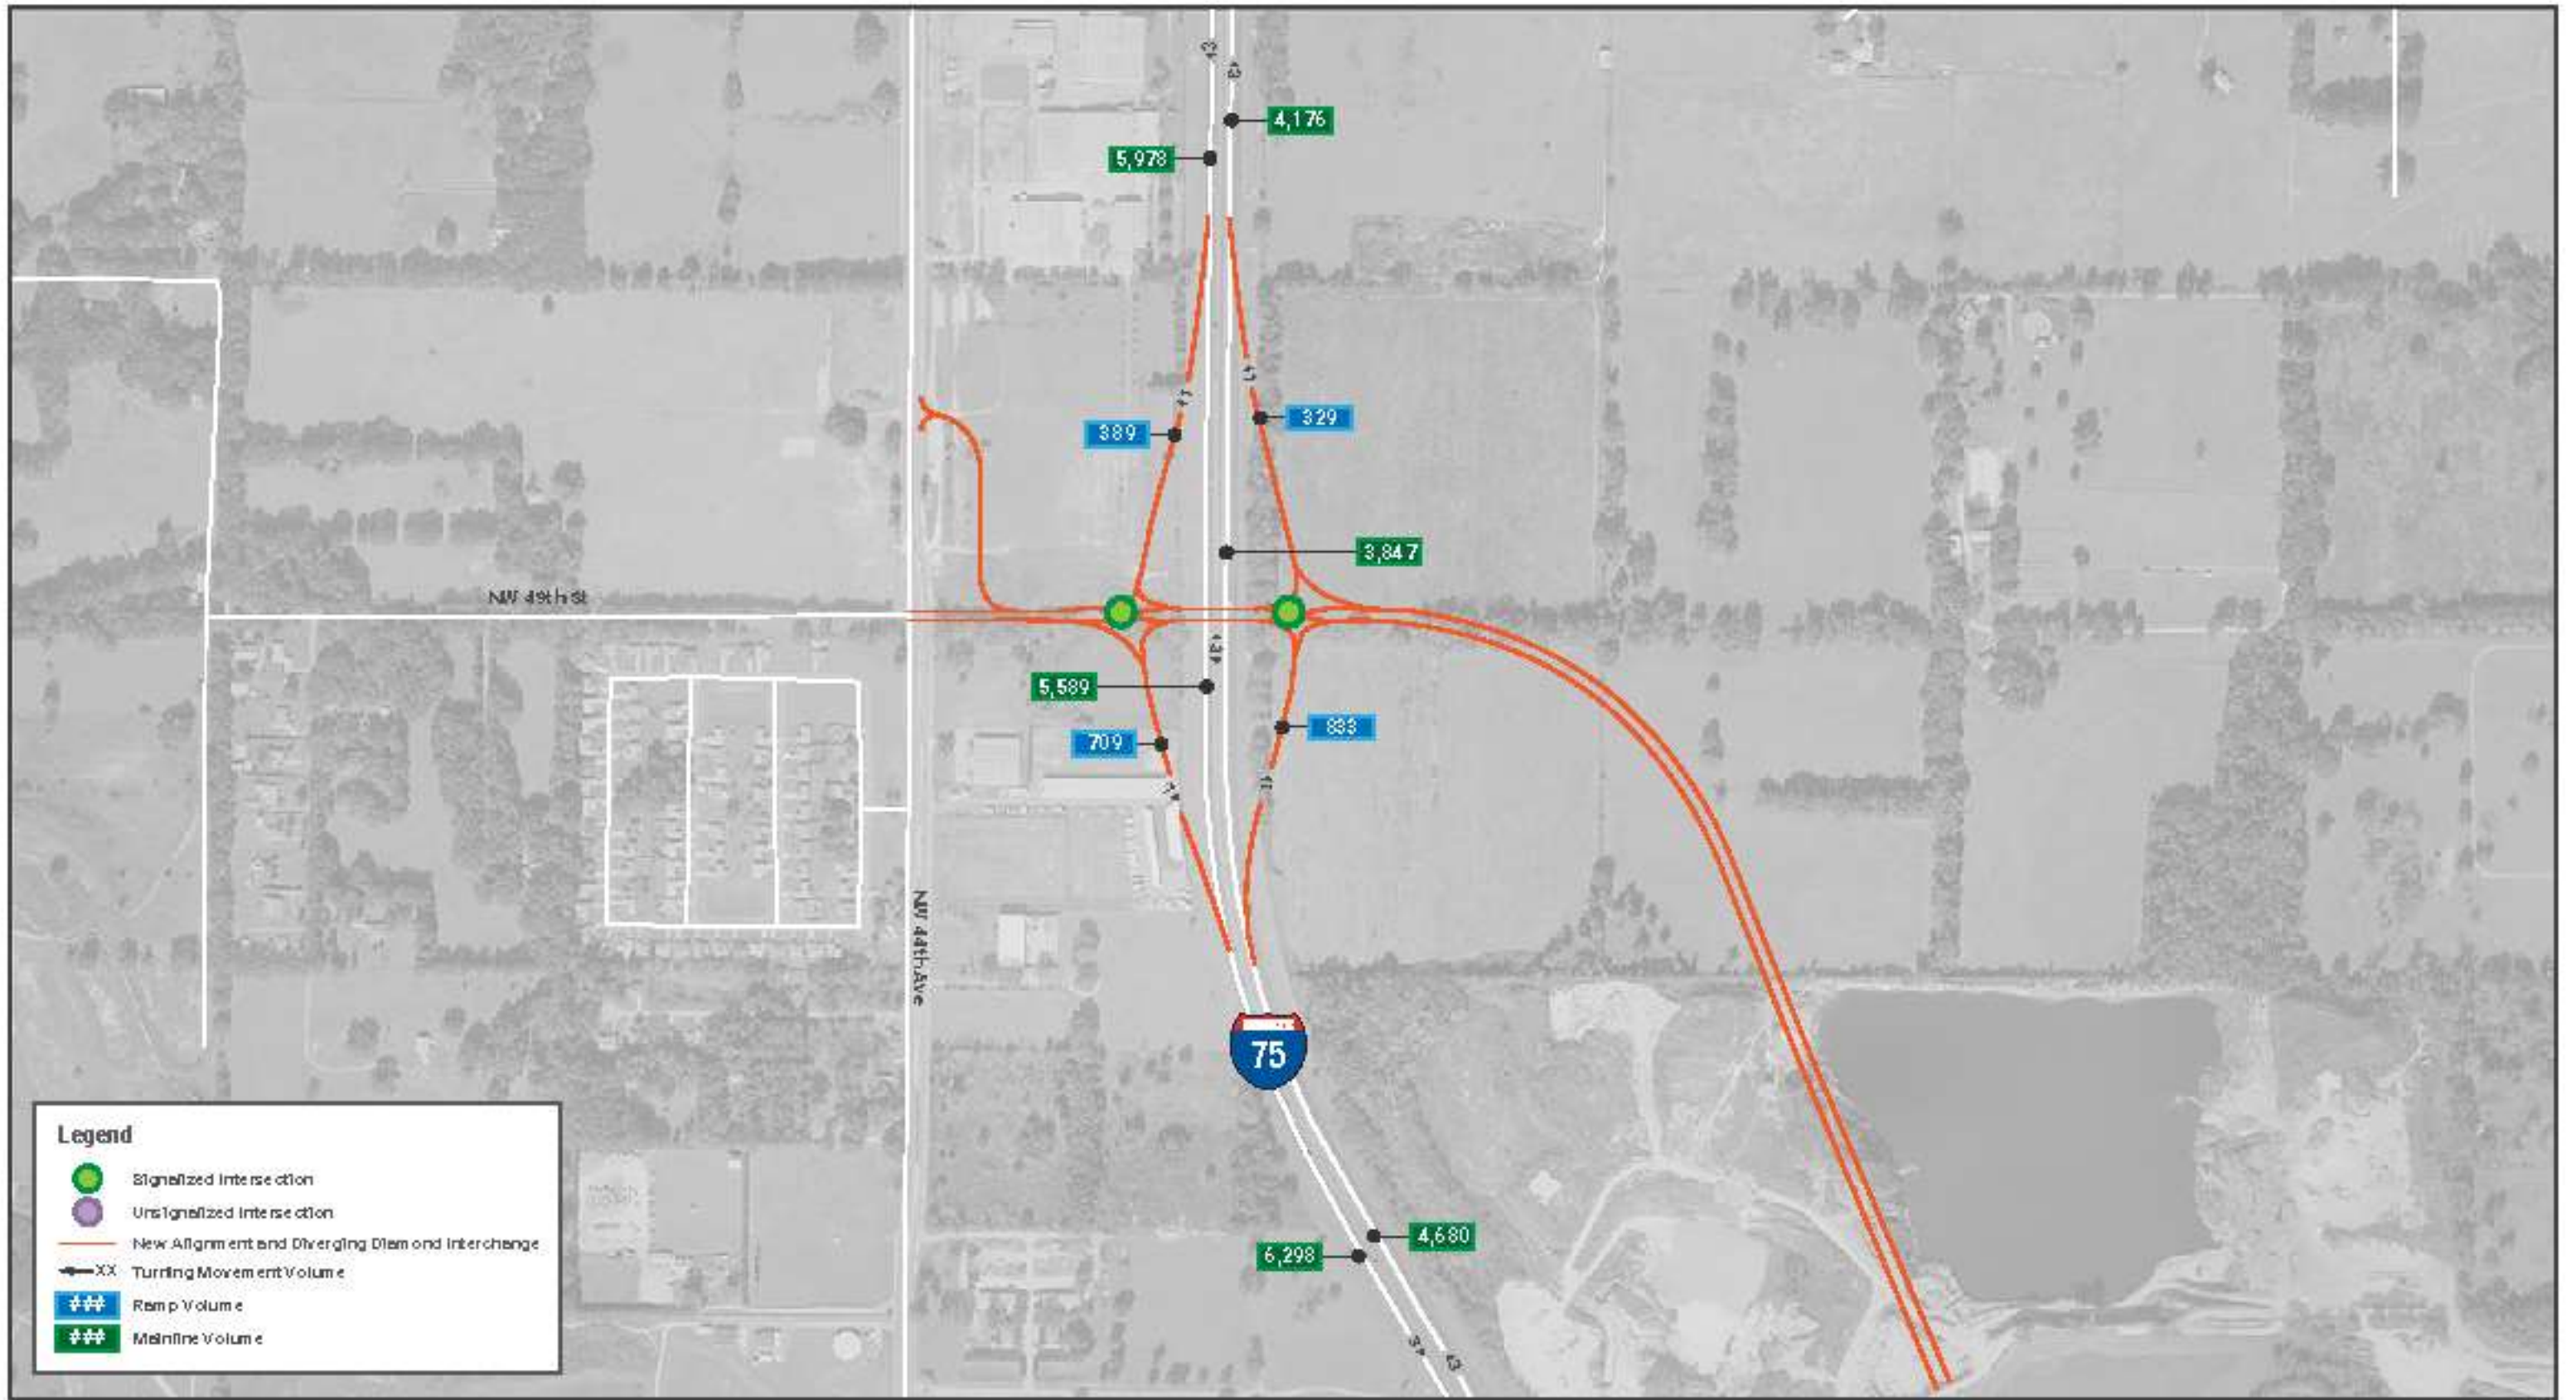 4,176
5,978
389
329
3,847
NW 49th St
5,589
709
833
NW 44th Ave
75
4,680
6,298
Legend
Signalized Intersection
Unsignalized Intersection
New Alignment and Diverging Diamond Interchange
XX Turning Movement Volume
### Ramp Volume
### Mainline Volume